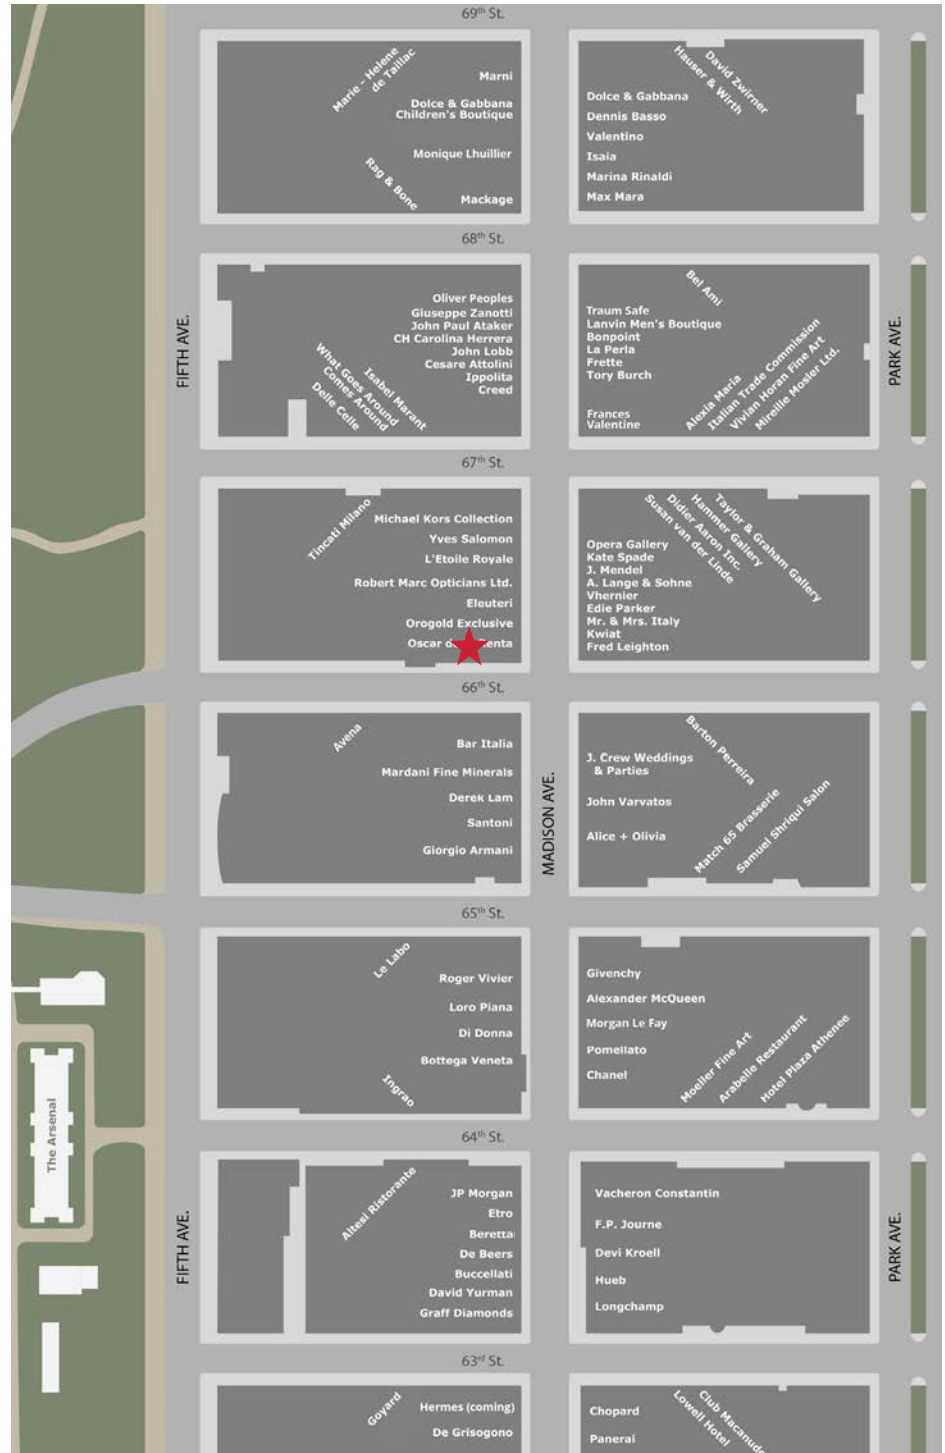 69th St.
Marie - Helene
de Taillac
Marni
Dolce & Gabbana
Children's Boutique
Monique Lhuillier
Rag & Bone
Mackage
David Zwirner
Hauser & Wirth
Dolce & Gabbana
Dennis Basso
Valentino
Isaia
Marina Rinaldi
Max Mara
68th St.
FIFTH AVE.
Oliver Peoples
Giuseppe Zanotti
John Paul Ataker
CH Carolina Herrera
John Lobb
Cesare Attolini
Ippolita
Creed
Isabel Marant
What Goes Around
Comes Around
Delle Celle
Bel Ami
Traum Safe
Lanvin Men's Boutique
Bonpoint
La Perla
Frette
Tory Burch
Frances
Valentine
Alexia Maria
Italian Trade Commission
Vivian Horan Fine Art
Mireille Mosler Ltd.
PARK AVE.
67th St.
Tincati Milano
Michael Kors Collection
Yves Salomon
L'Etoile Royale
Robert Marc Opticians Ltd.
Eleuteri
Orogold Exclusive
Oscar d enta
Taylor & Graham Gallery
Hammer Gallery
Didier Aaron Inc.
Susan van der Linde
Opera Gallery
Kate Spade
J. Mendel
A. Lange & Sohne
Vhernier
Edie Parker
Mr. & Mrs. Italy
Kwiat
Fred Leighton
66th St.
Avena
Bar Italia
Mardani Fine Minerals
Derek Lam
Santoni
Giorgio Armani
MADISON AVE.
Barton Perreira
J. Crew Weddings
& Parties
John Varvatos
Alice + Olivia
Match 65 Brasserie
Samuel Shriqui Salon
65th St.
Le Labo
Roger Vivier
Loro Piana
Di Donna
Bottega Veneta
Ingrao
Givenchy
Alexander McQueen
Morgan Le Fay
Pomellato
Chanel
Moeller Fine Art
Arabelle Restaurant
Hotel Plaza Athenee
The Arsenal
64th St.
FIFTH AVE.
Altesi Ristorante
JP Morgan
Etro
Beretta
De Beers
Buccellati
David Yurman
Graff Diamonds
Vacheron Constantin
F.P. Journe
Devi Kroell
Hueb
Longchamp
PARK AVE.
63rd St.
Goyard
Hermes (coming)
De Grisogono
Chopard
Panerai
Club Macanudo
Lowell Hotel